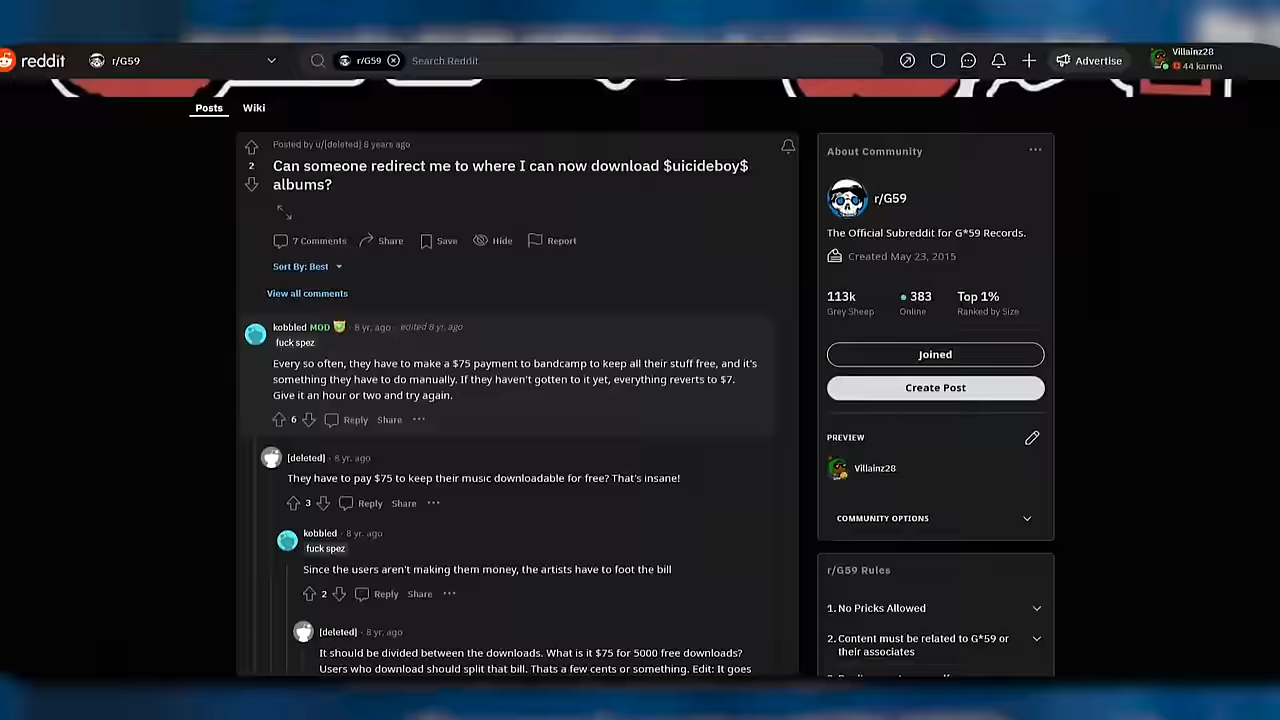 reddit
r/G59
r/G59
Search Reddit
Advertise
Villainz28
44 karma
Posts
Wiki
2
Posted by u/[deleted] 8 years ago
Can someone redirect me to where I can now download $uicideboy$
albums?
7 Comments
Share
Save
Hide
Report
Sort By: Best
View all comments
kobbled MOD · 8 yr. ago · edited 8 yr. ago
fuck spez
Every so often, they have to make a $75 payment to bandcamp to keep all their stuff free, and it's
something they have to do manually. If they haven't gotten to it yet, everything reverts to $7.
Give it an hour or two and try again.
6
Reply
Share
[deleted] · 8 yr. ago
They have to pay $75 to keep their music downloadable for free? That's insane!
3
Reply
Share
kobbled · 8 yr. ago
fuck spez
Since the users aren't making them money, the artists have to foot the bill
2
Reply
Share
[deleted] · 8 yr. ago
It should be divided between the downloads. What is it $75 for 5000 free downloads?
Users who download should split that bill. Thats a few cents or something. Edit: It goes
About Community
r/G59
The Official Subreddit for G*59 Records.
Created May 23, 2015
113k
Grey Sheep
383
Online
Top 1%
Ranked by Size
Joined
Create Post
PREVIEW
Villainz28
COMMUNITY OPTIONS
r/G59 Rules
1. No Pricks Allowed
2. Content must be related to G*59 or
their associates